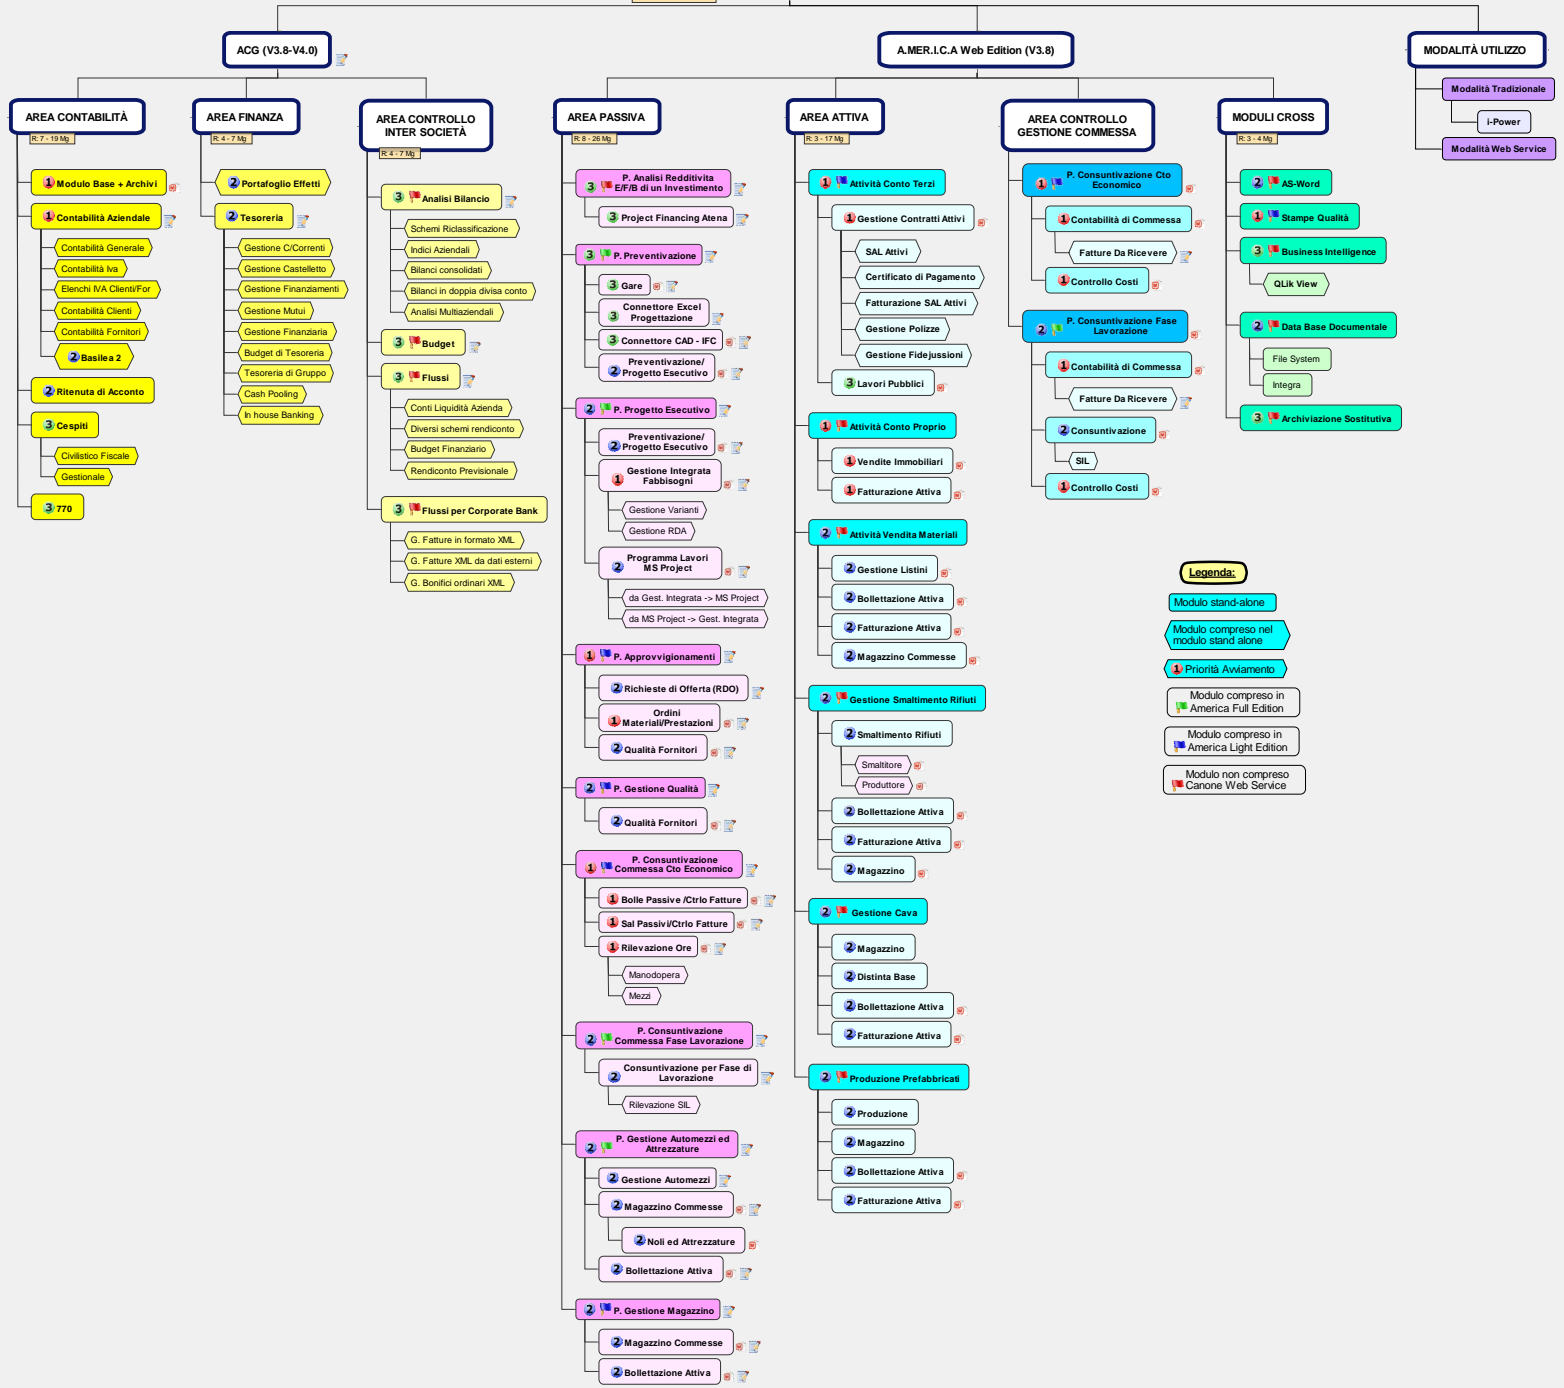 ACG (V3.8-V4.0)
A.MER.I.C.A Web Edition (V3.8)
MODALITÀ UTILIZZO
Modalità Tradizionale
i-Power
Modalità Web Service
AREA CONTABILITÀ
R: 7 - 19 Mg
1 Modulo Base + Archivi
1 Contabilità Aziendale
Contabilità Generale
Contabilità Iva
Elenchi IVA Clienti/For
Contabilità Clienti
Contabilità Fornitori
2 Basilea 2
2 Ritenuta di Acconto
3 Cespiti
Civilistico Fiscale
Gestionale
3 770
AREA FINANZA
R: 4 - 7 Mg
2 Portafoglio Effetti
2 Tesoreria
Gestione C/Correnti
Gestione Castelletto
Gestione Finanziamenti
Gestione Mutui
Gestione Finanziaria
Budget di Tesoreria
Tesoreria di Gruppo
Cash Pooling
In house Banking
AREA CONTROLLO
INTER SOCIETÀ
R: 4 - 7 Mg
3 Analisi Bilancio
Schemi Riclassificazione
Indici Aziendali
Bilanci consolidati
Bilanci in doppia divisa conto
Analisi Multiaziendali
3 Budget
3 Flussi
Conti Liquidità Azienda
Diversi schemi rendiconto
Budget Finanziario
Rendiconto Previsionale
3 Flussi per Corporate Bank
G. Fatture in formato XML
G. Fatture XML da dati esterni
G. Bonifici ordinari XML
AREA PASSIVA
R: 8 - 26 Mg
P. Analisi Redditivita
3 E/F/B di un Investimento
3 Project Financing Atena
3 P. Preventivazione
3 Gare
Connettore Excel
3 Progettazione
3 Connettore CAD - IFC
Preventivazione/
2 Progetto Esecutivo
2 P. Progetto Esecutivo
Preventivazione/
2 Progetto Esecutivo
Gestione Integrata
1 Fabbisogni
Gestione Varianti
Gestione RDA
Programma Lavori
2 MS Project
da Gest. Integrata -> MS Project
da MS Project -> Gest. Integrata
1 P. Approvvigionamenti
2 Richieste di Offerta (RDO)
Ordini
1 Materiali/Prestazioni
2 Qualità Fornitori
2 P. Gestione Qualità
2 Qualità Fornitori
P. Consuntivazione
1 Commessa Cto Economico
1 Bolle Passive /Ctrlo Fatture
1 Sal Passivi/Ctrlo Fatture
1 Rilevazione Ore
Manodopera
Mezzi
P. Consuntivazione
2 Commessa Fase Lavorazione
Consuntivazione per Fase di
2 Lavorazione
Rilevazione SIL
P. Gestione Automezzi ed
2 Attrezzature
2 Gestione Automezzi
2 Magazzino Commesse
2 Noli ed Attrezzature
2 Bollettazione Attiva
2 P. Gestione Magazzino
2 Magazzino Commesse
2 Bollettazione Attiva
AREA ATTIVA
R: 3 - 17 Mg
1 Attività Conto Terzi
1 Gestione Contratti Attivi
SAL Attivi
Certificato di Pagamento
Fatturazione SAL Attivi
Gestione Polizze
Gestione Fidejussioni
3 Lavori Pubblici
1 Attività Conto Proprio
1 Vendite Immobiliari
1 Fatturazione Attiva
2 Attività Vendita Materiali
2 Gestione Listini
2 Bollettazione Attiva
2 Fatturazione Attiva
2 Magazzino Commesse
2 Gestione Smaltimento Rifiuti
2 Smaltimento Rifiuti
Smaltitore
Produttore
2 Bollettazione Attiva
2 Fatturazione Attiva
2 Magazzino
2 Gestione Cava
2 Magazzino
2 Distinta Base
2 Bollettazione Attiva
2 Fatturazione Attiva
2 Produzione Prefabbricati
2 Produzione
2 Magazzino
2 Bollettazione Attiva
2 Fatturazione Attiva
AREA CONTROLLO
GESTIONE COMMESSA
P. Consuntivazione Cto
1 Economico
1 Contabilità di Commessa
Fatture Da Ricevere
1 Controllo Costi
P. Consuntivazione Fase
2 Lavorazione
1 Contabilità di Commessa
Fatture Da Ricevere
2 Consuntivazione
SIL
1 Controllo Costi
MODULI CROSS
R: 3 - 4 Mg
2 AS-Word
1 Stampe Qualità
3 Business Intelligence
QLik View
2 Data Base Documentale
File System
Integra
3 Archiviazione Sostitutiva
Legenda:
Modulo stand-alone
Modulo compreso nel
modulo stand alone
1 Priorità Avviamento
Modulo compreso in
America Full Edition
Modulo compreso in
America Light Edition
Modulo non compreso
Canone Web Service